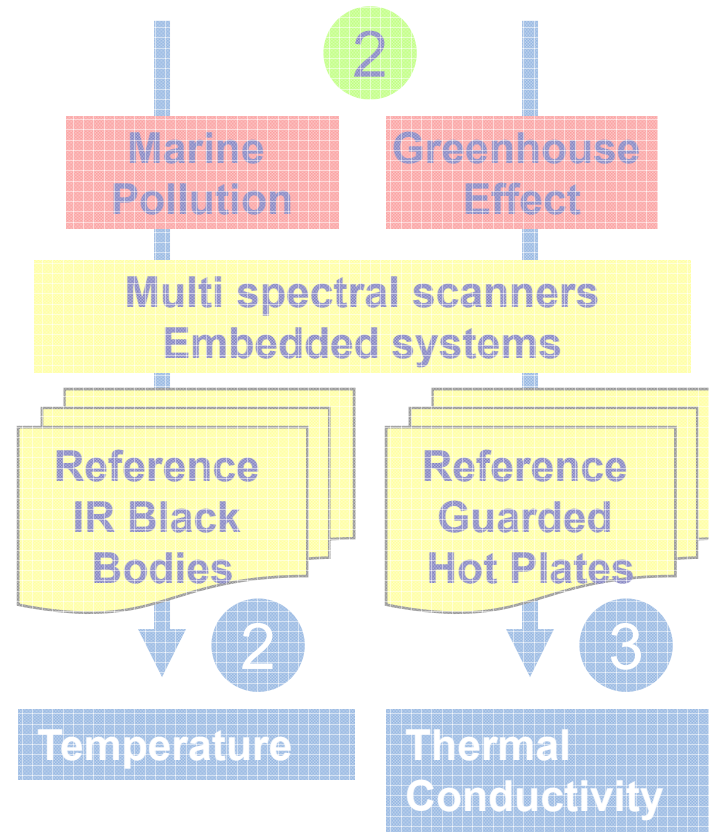 2
Marine
Pollution
Greenhouse
Effect
Multi spectral scanners
Embedded systems
Reference
IR Black
Bodies
Reference
Guarded
Hot Plates
2
3
Temperature
Thermal
Conductivity